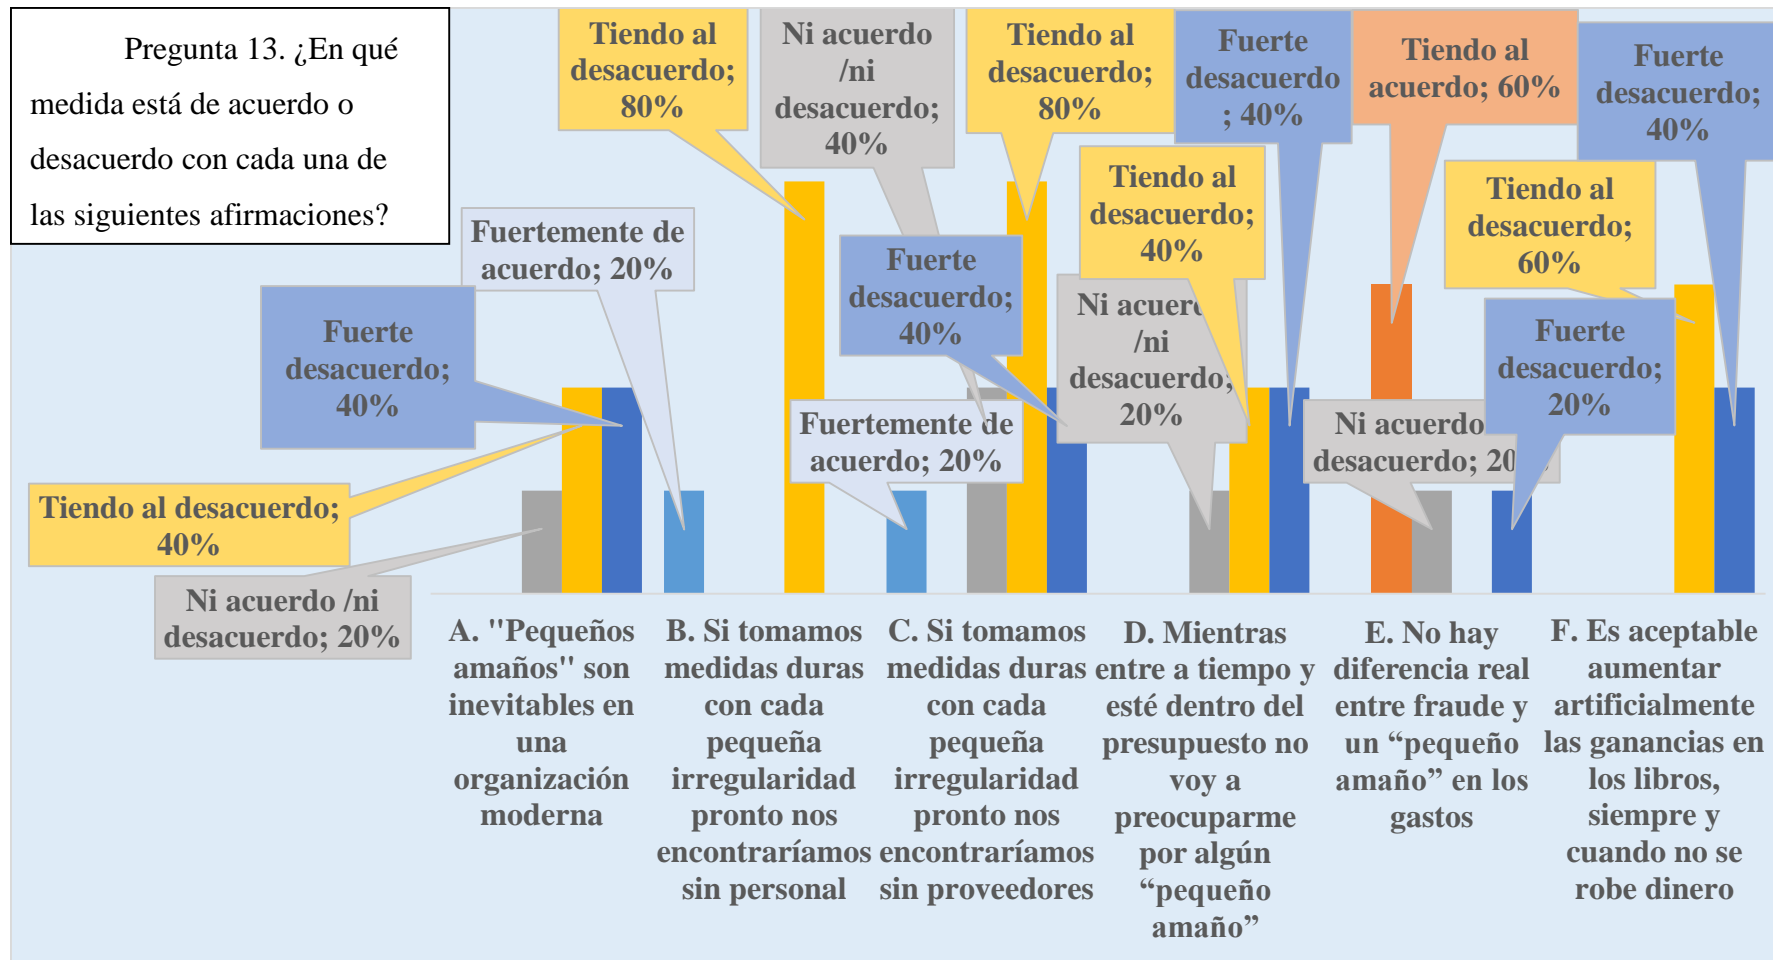 Pregunta 13. ¿En qué
medida está de acuerdo o
desacuerdo con cada una de
las siguientes afirmaciones?
Tiendo al
desacuerdo;
80%
Ni acuerdo
/ni
desacuerdo;
40%
Tiendo al
desacuerdo;
80%
Fuerte
desacuerdo
; 40%
Tiendo al
acuerdo; 60%
Fuerte
desacuerdo;
40%
Fuertemente de
acuerdo; 20%
Fuerte
desacuerdo;
40%
Tiendo al
desacuerdo;
40%
Tiendo al
desacuerdo;
60%
Fuerte
desacuerdo;
40%
Ni
/ni
desacuerdo;
20%
Fuerte
desacuerdo;
20%
Fuertemente de
acuerdo; 20%
Ni acuerdo
desacuerdo;
Tiendo al desacuerdo;
40%
Ni acuerdo /ni
desacuerdo; 20%
A. "Pequeños
amaños" son
inevitables en
una
organización
moderna
B. Si tomamos
medidas duras
con cada
pequeña
irregularidad
pronto nos
encontraríamos
sin personal
C. Si tomamos
medidas duras
con cada
pequeña
irregularidad
pronto nos
encontraríamos
sin proveedores
D. Mientras
entre a tiempo y
esté dentro del
presupuesto no
voy a
preocuparme
por algún
“pequeño
amaño”
E. No hay
diferencia real
entre fraude y
un “pequeño
amaño” en los
gastos
F. Es aceptable
aumentar
artificialmente
las ganancias en
los libros,
siempre y
cuando no se
robe dinero